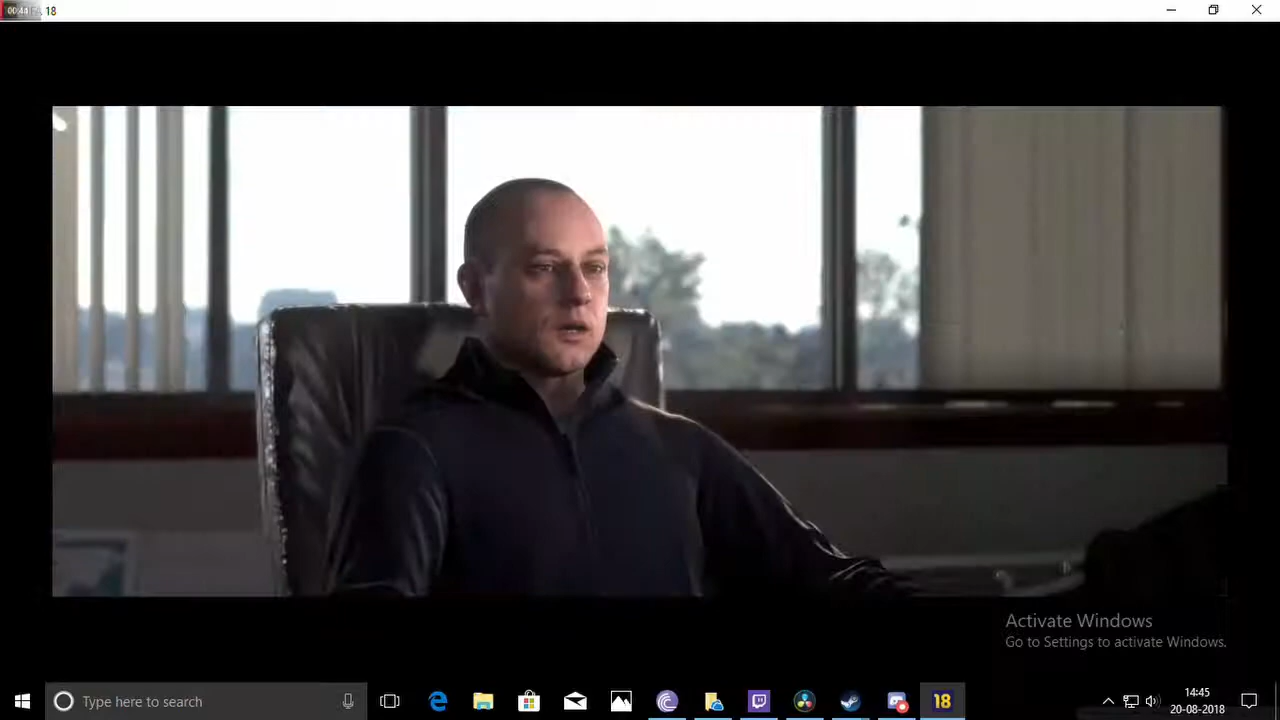 18
Activate Windows
Go to Settings to activate Windows.
Type here to search
18
14:45
20-08-2018